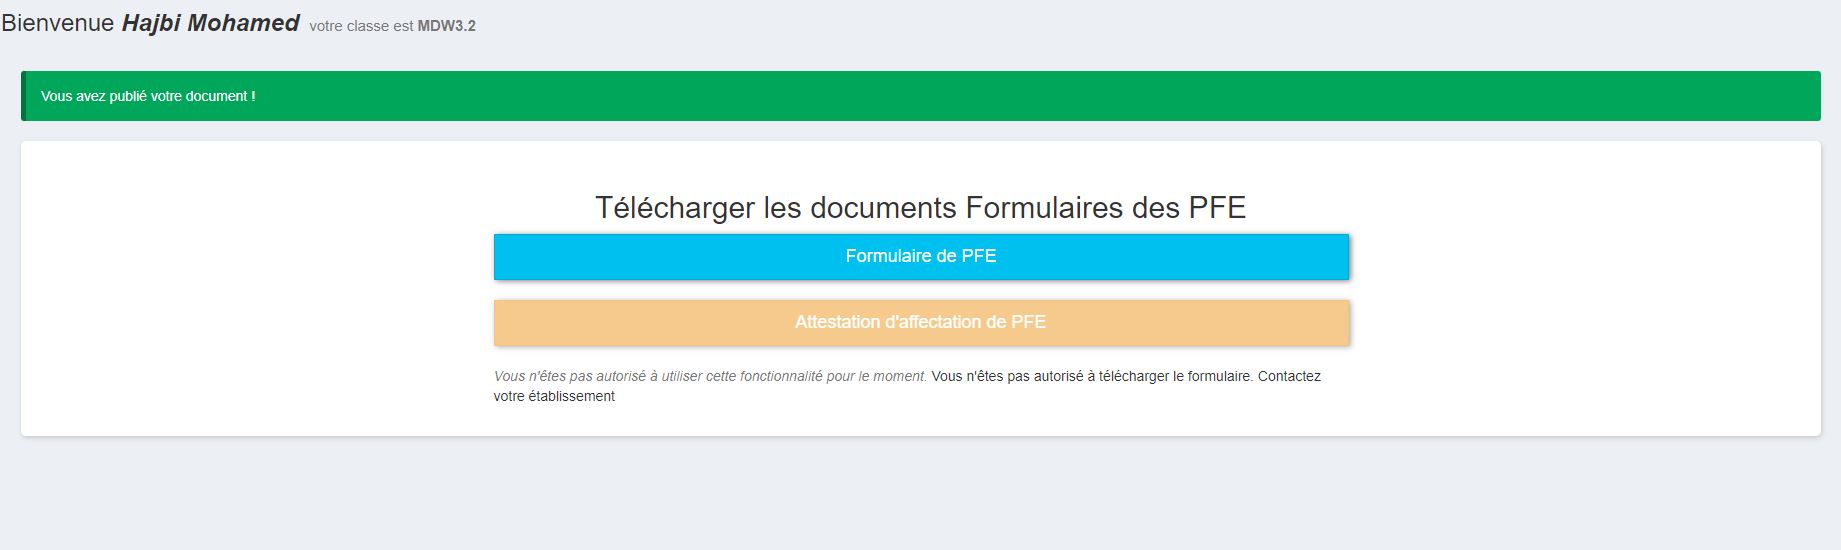 Bienvenue Hajbi Mohamed votre classe est MDW3.2
Vous avez publié votre document !
Télécharger les documents Formulaires des PFE
Formulaire de PFE
Attestation d'affectation de PFE
Vous n'êtes pas autorisé à utiliser cette fonctionnalité pour le moment. Vous n'êtes pas autorisé à télécharger le formulaire. Contactez
votre établissement